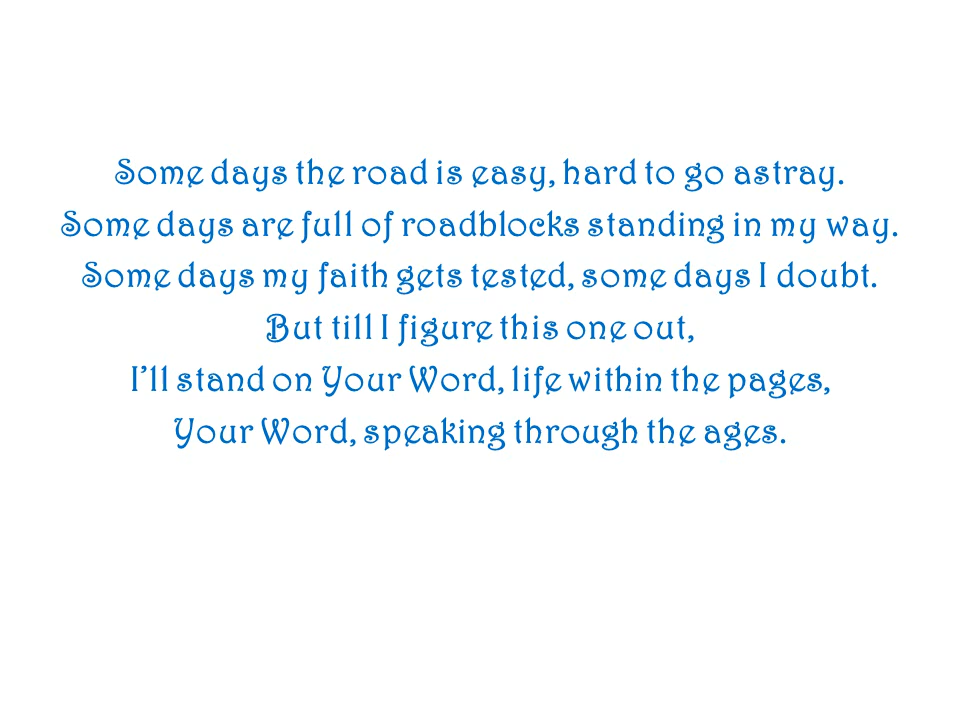 Some days the road is easy, hard to go astray.
Some days are full of roadblocks standing in my way.
Some days my faith gets tested, some days I doubt.
But till I figure this one out,
I’ll stand on Your Word, life within the pages,
Your Word, speaking through the ages.